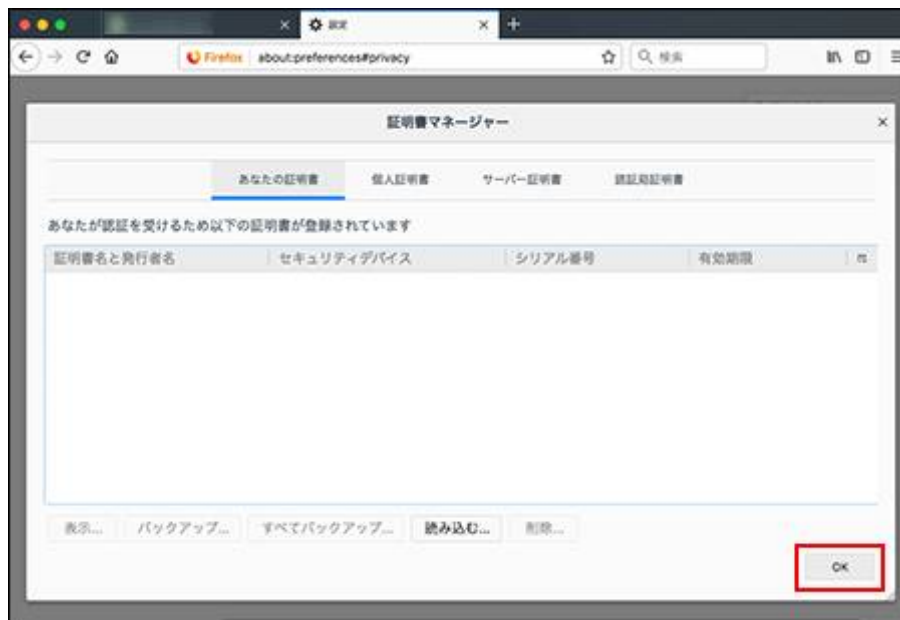 設定
Firefox about:preferences#privacy 検索
証明書マネージャー
あなたの証明書 個人証明書 サーバー証明書 認証局証明書
あなたが認証を受けるため以下の証明書が登録されています
証明書名と発行者名 セキュリティデバイス シリアル番号 有効期限
表示... バックアップ... すべてバックアップ... 読み込む... 削除...
OK